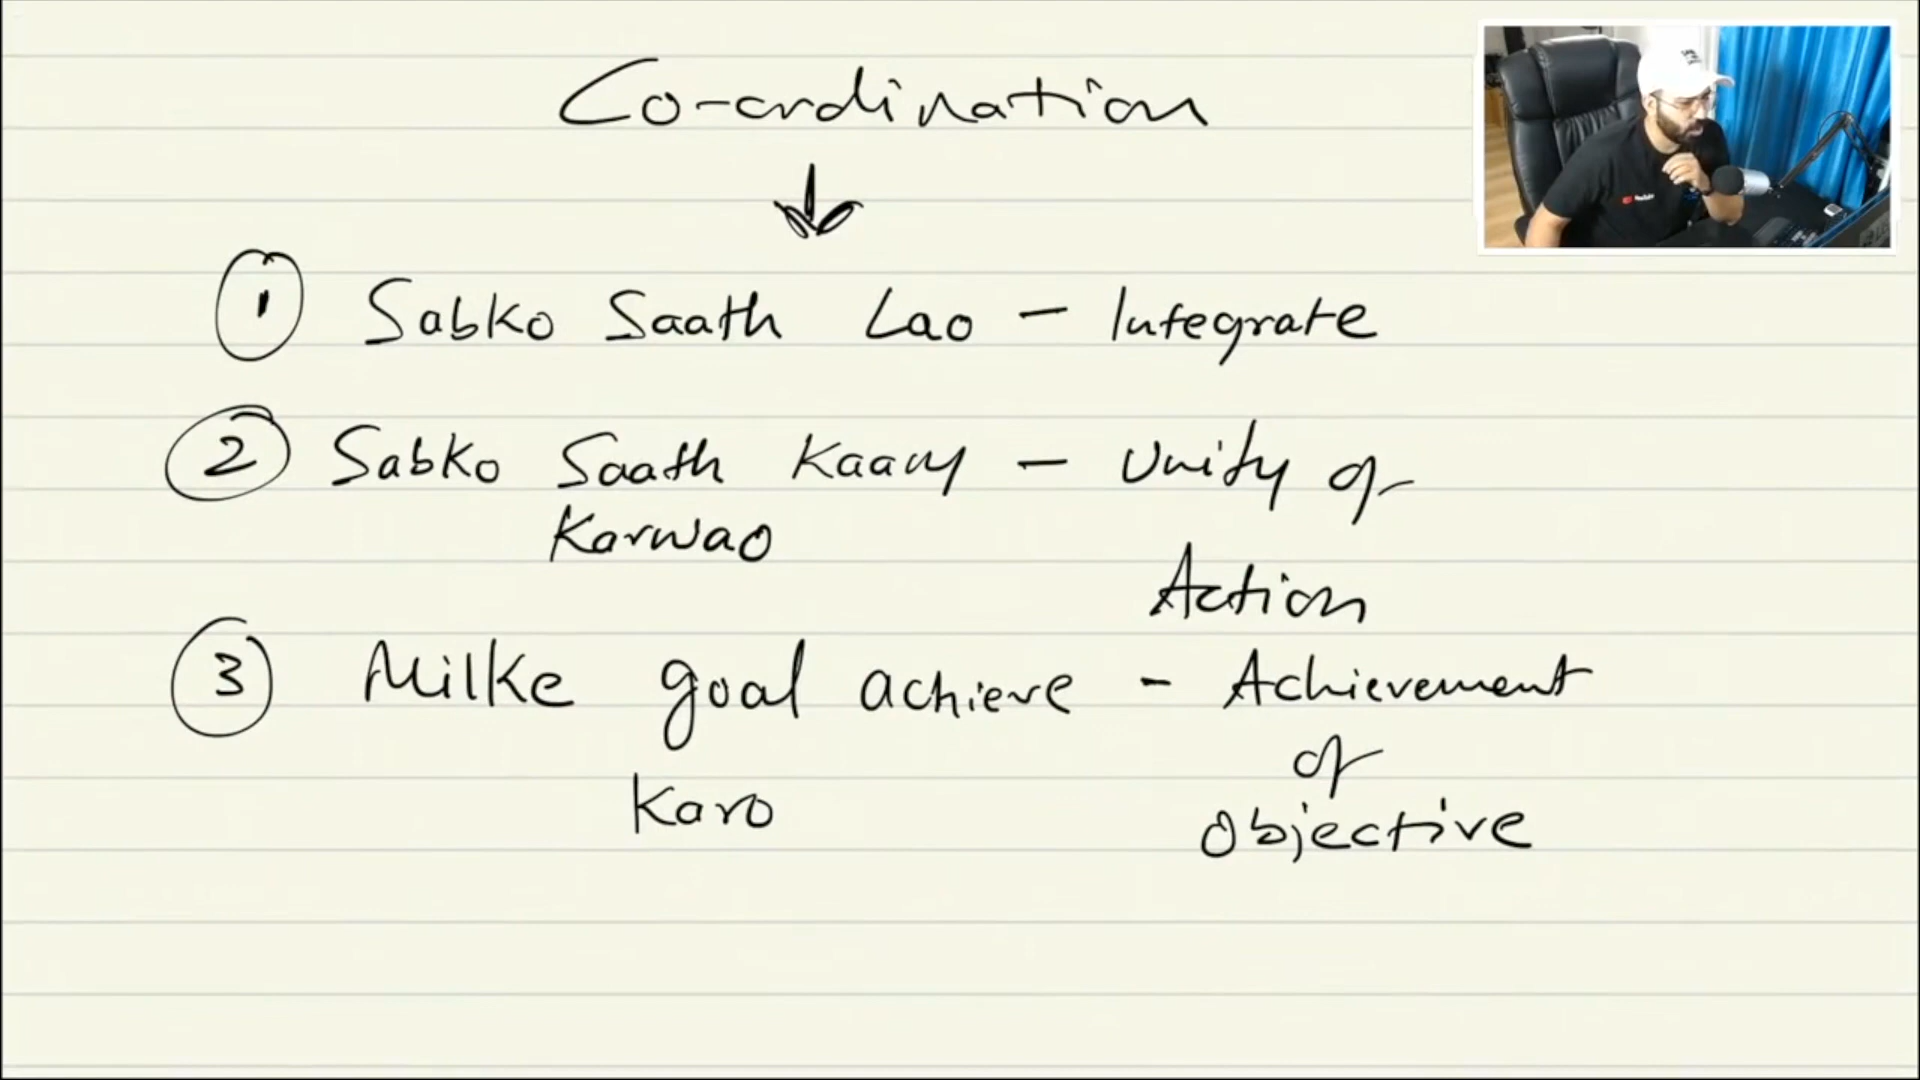 Co-ordination
1 Sabko Saath Lao - Integrate
2 Sabko Saath Kaam - Unity of
Karwao
Action
3 Milke goal achieve - Achievement
of
Karo
Objective